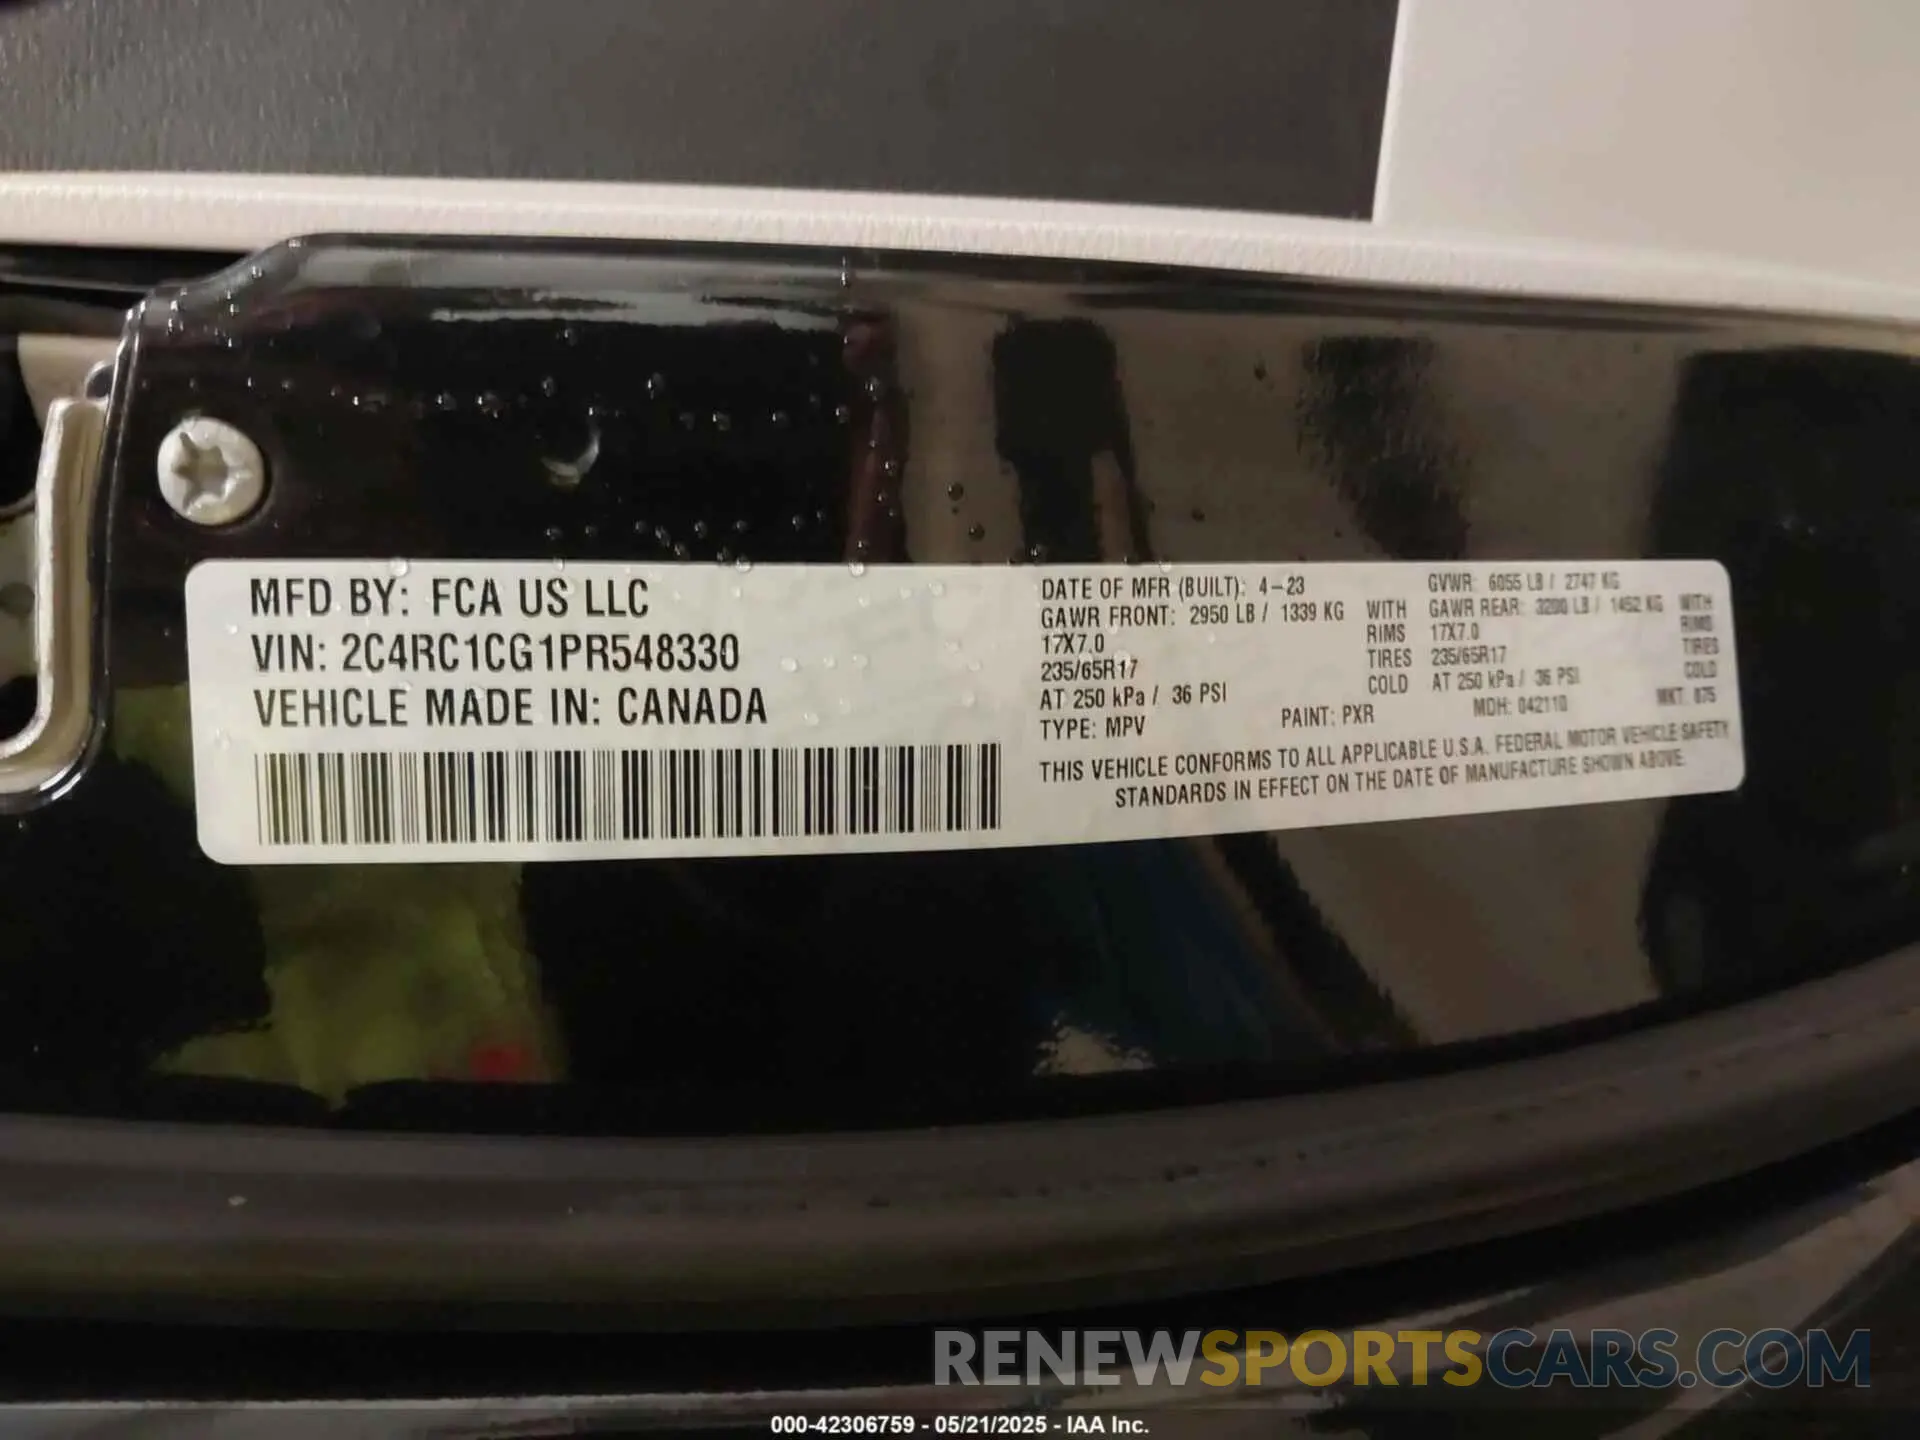 MFD BY: FCA US LLC
VIN: 2C4RC1CG1PR548330
VEHICLE MADE IN: CANADA
DATE OF MFR (BUILT): 4-23 GVWR: 6055 LB / 2747 KG
GAWR FRONT: 2950 LB / 1339 KG WITH GAWR REAR: 3200 LB / 1452 KG WITH
17X7.0 RIMS 17X7.0 RIMS
235/65R17 TIRES 235/65R17 TIRES
AT 250 kPa / 36 PSI COLD AT 250 kPa / 36 PSI COLD
TYPE: MPV PAINT: PXR MDH: 042110 MKT: 875
THIS VEHICLE CONFORMS TO ALL APPLICABLE U.S.A. FEDERAL MOTOR VEHICLE SAFETY
STANDARDS IN EFFECT ON THE DATE OF MANUFACTURE SHOWN ABOVE.
RENEWSPORTSCARS.COM
000-42306759 - 05/21/2025 - IAA Inc.